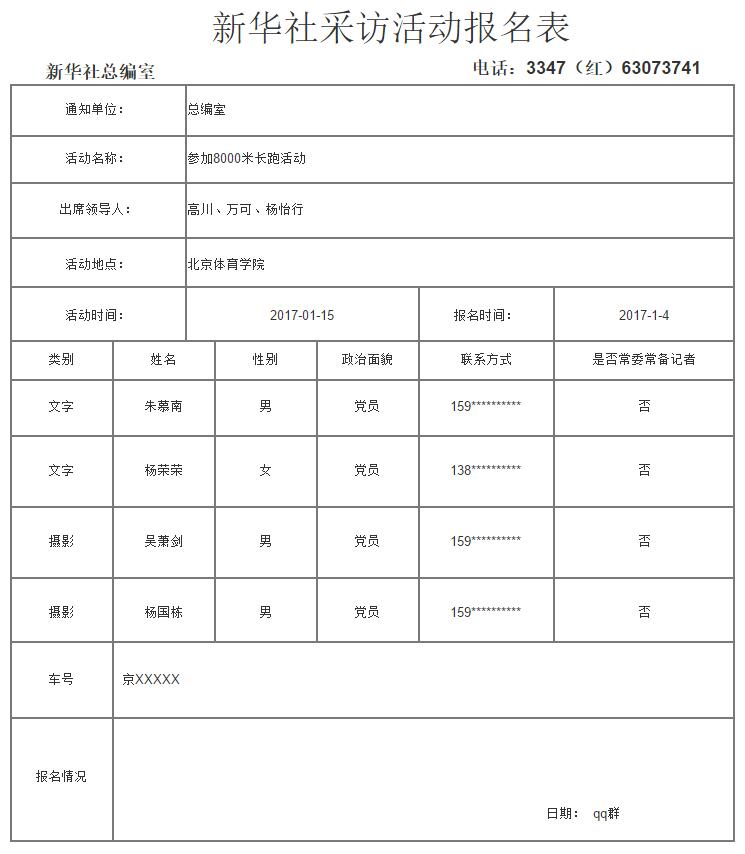 新华社采访活动报名表
新华社总编室 电话：3347（红）63073741
通知单位： 总编室
活动名称： 参加8000米长跑活动
出席领导人： 高川、万可、杨怡行
活动地点： 北京体育学院
活动时间： 2017-01-15 报名时间： 2017-1-4
类别 姓名 性别 政治面貌 联系方式 是否常委常备记者
文字 朱慕南 男 党员 159********** 否
文字 杨荣荣 女 党员 138********** 否
摄影 吴萧剑 男 党员 159********** 否
摄影 杨国栋 男 党员 159********** 否
车号 京XXXXX
报名情况
日期： qq群